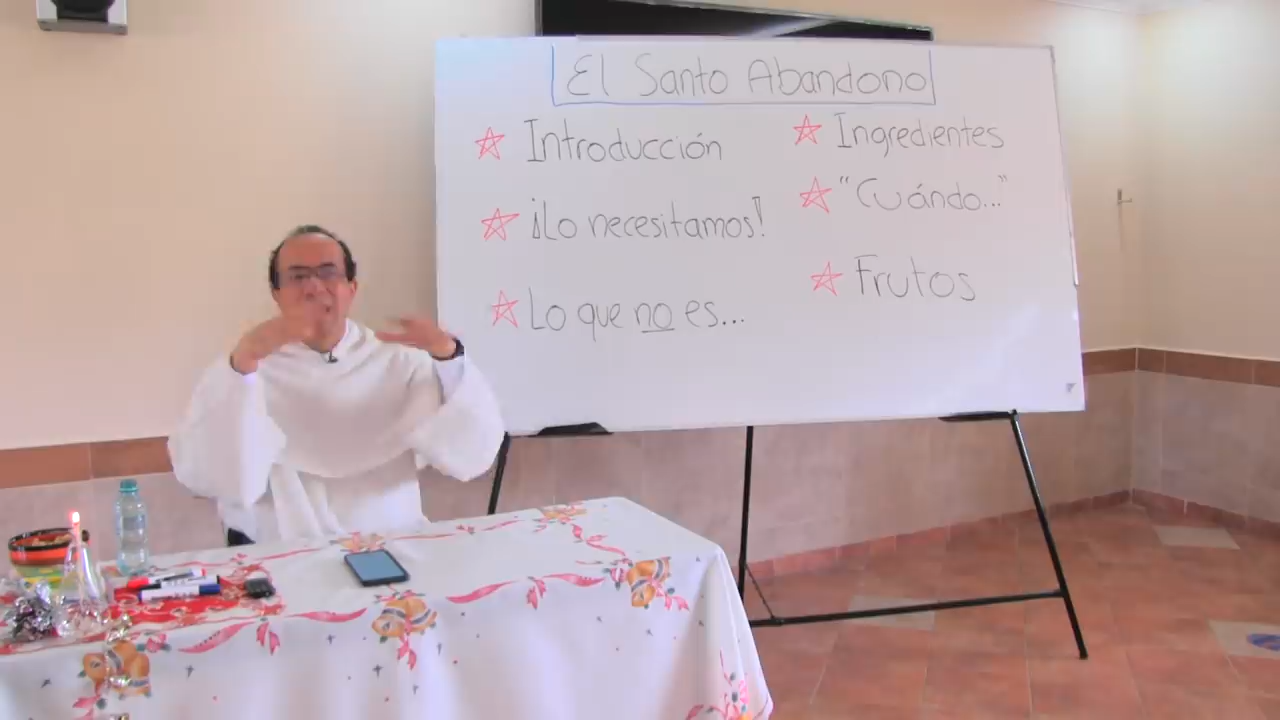 El Santo Abandono
Introducción
¡Lo necesitamos!
Lo que no es...
Ingredientes
"Cuándo..."
Frutos